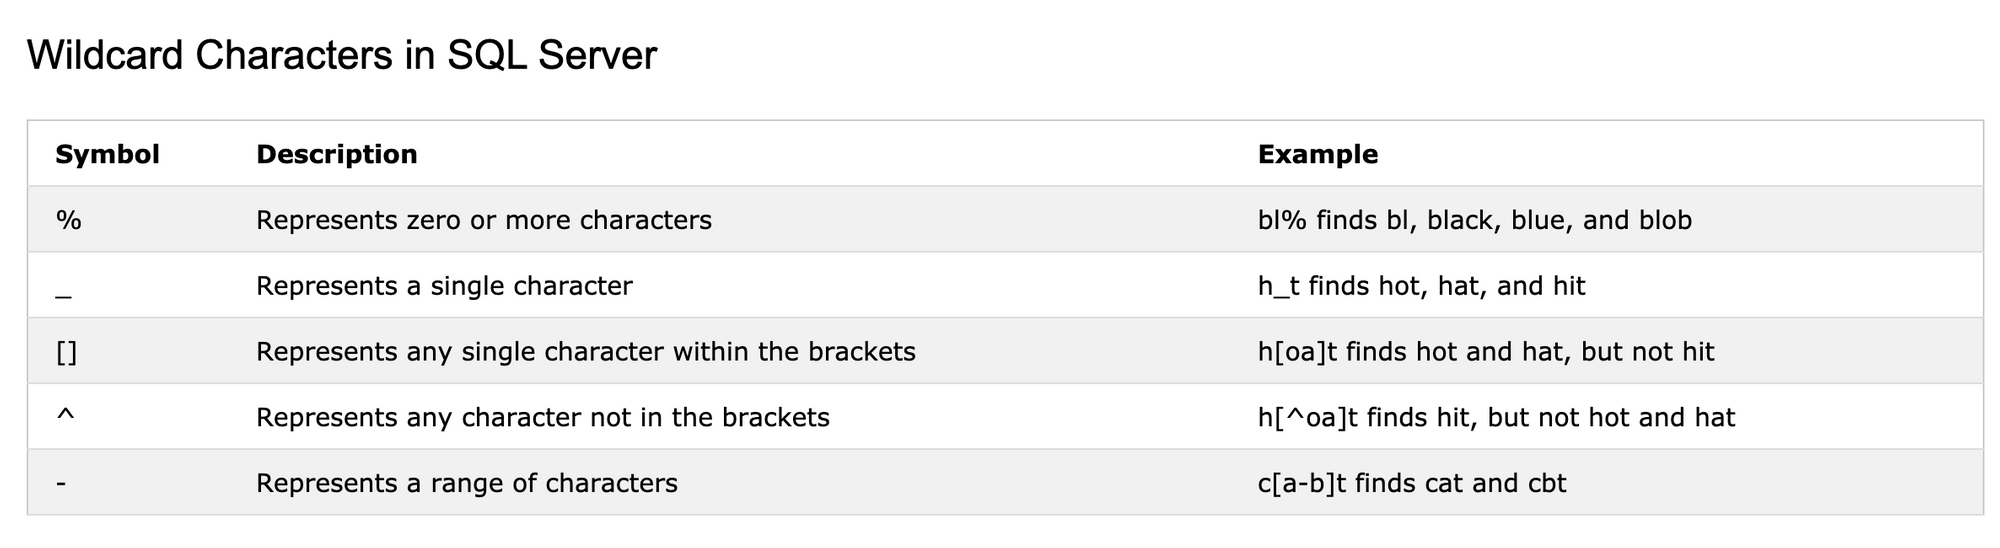 Wildcard Characters in SQL Server
Symbol Description Example
% Represents zero or more characters bl% finds bl, black, blue, and blob
_ Represents a single character h_t finds hot, hat, and hit
[] Represents any single character within the brackets h[oa]t finds hot and hat, but not hit
^ Represents any character not in the brackets h[^oa]t finds hit, but not hot and hat
- Represents a range of characters c[a-b]t finds cat and cbt